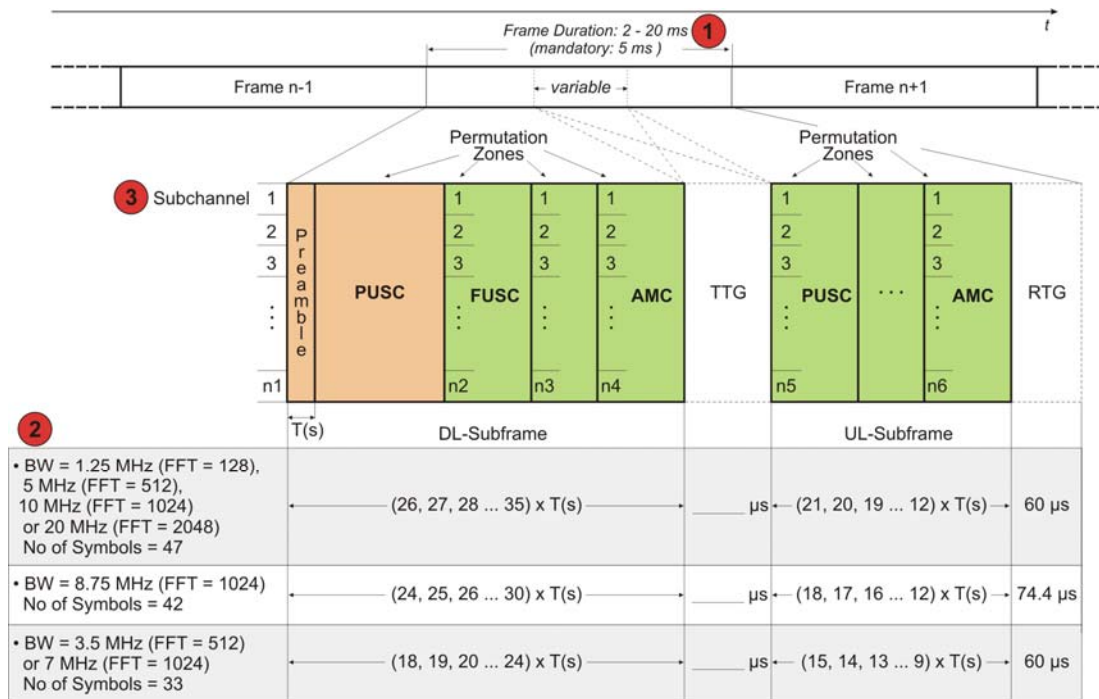 t
Frame Duration: 2 - 20 ms
(mandatory: 5 ms )
1
Frame n-1
variable
Frame n+1
Permutation
Zones
Permutation
Zones
3
Subchannel
1
2
3
⋮
n1
Preamble
PUSC
1
2
3
⋮
n2
FUSC
1
2
3
⋮
n3
1
2
3
⋮
n4
AMC
TTG
1
2
3
⋮
n5
PUSC
· · ·
1
2
3
⋮
n6
AMC
RTG
2
T(s)
DL-Subframe
UL-Subframe
• BW = 1.25 MHz (FFT = 128),
5 MHz (FFT = 512),
10 MHz (FFT = 1024)
or 20 MHz (FFT = 2048)
No of Symbols = 47
(26, 27, 28 ... 35) x T(s)
_____ µs
(21, 20, 19 ... 12) x T(s)
60 µs
• BW = 8.75 MHz (FFT = 1024)
No of Symbols = 42
(24, 25, 26 ... 30) x T(s)
_____ µs
(18, 17, 16 ... 12) x T(s)
74.4 µs
• BW = 3.5 MHz (FFT = 512)
or 7 MHz (FFT = 1024)
No of Symbols = 33
(18, 19, 20 ... 24) x T(s)
_____ µs
(15, 14, 13 ... 9) x T(s)
60 µs